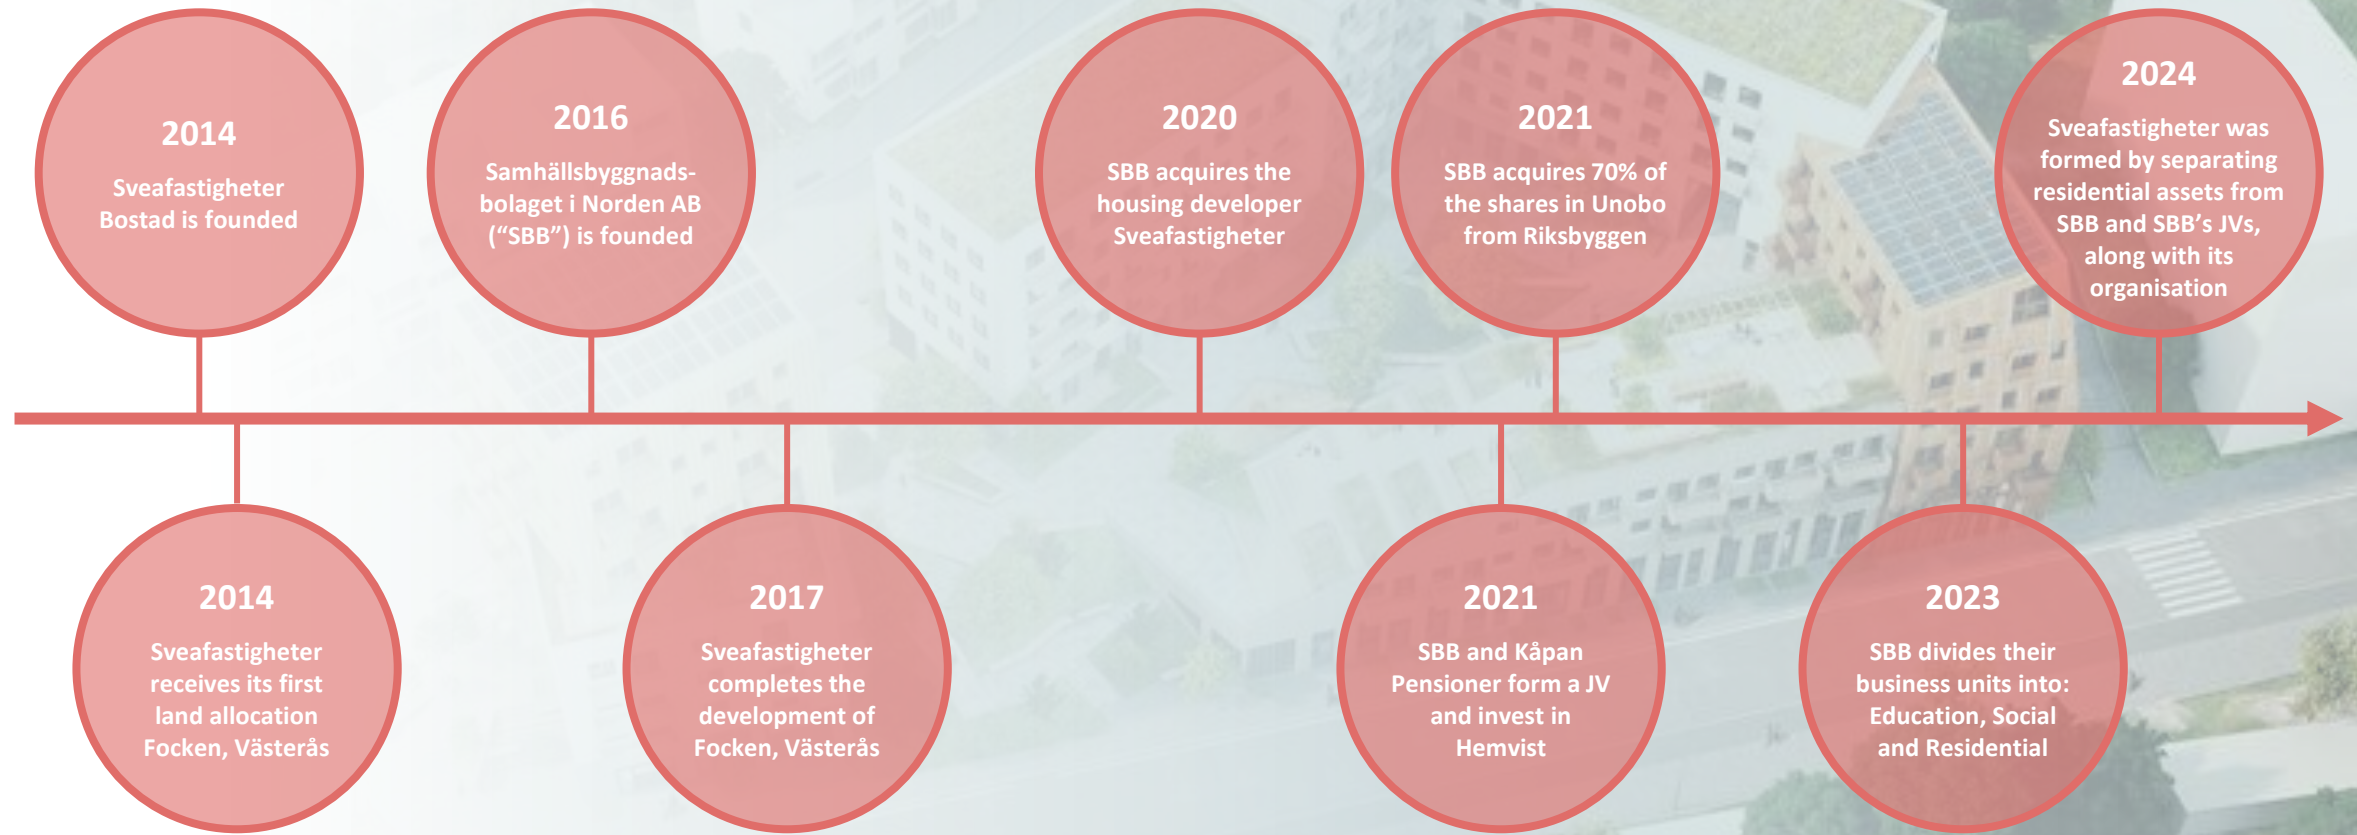 2014
Sveafastigheter
Bostad is founded
2016
Samhällsbyggnads-
bolaget i Norden AB
(“SBB”) is founded
2020
SBB acquires the
housing developer
Sveafastigheter
2021
SBB acquires 70% of
the shares in Unobo
from Riksbyggen
2024
Sveafastigheter was
formed by separating
residential assets from
SBB and SBB’s JVs,
along with its
organisation
2014
Sveafastigheter
receives its first
land allocation
Focken, Västerås
2017
Sveafastigheter
completes the
development of
Focken, Västerås
2021
SBB and Kåpan
Pensioner form a JV
and invest in
Hemvist
2023
SBB divides their
business units into:
Education, Social
and Residential